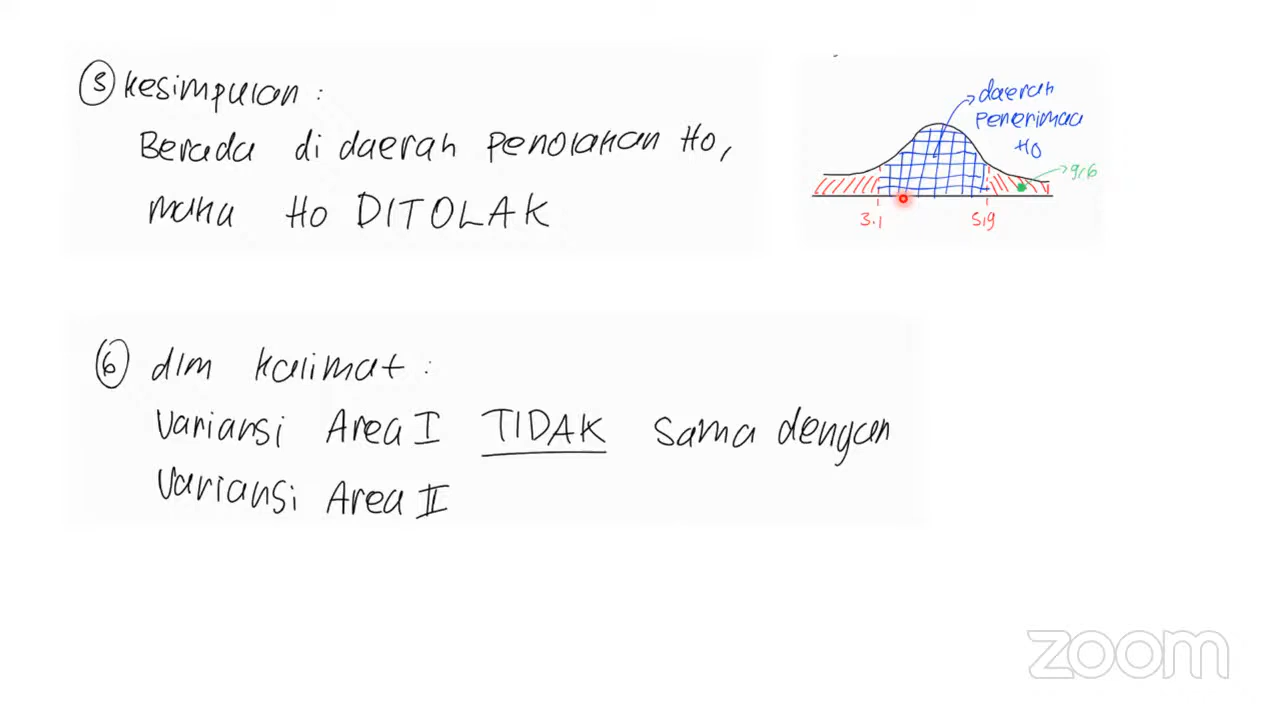 5 Kesimpulan :
Berada di daerah penolakan Ho,
maka Ho DITOLAK
daerah
penerimaa
HO
9,6
3.1
5,9
6 dlm kalimat :
Variansi Area I TIDAK sama dengan
Variansi Area II
zoom